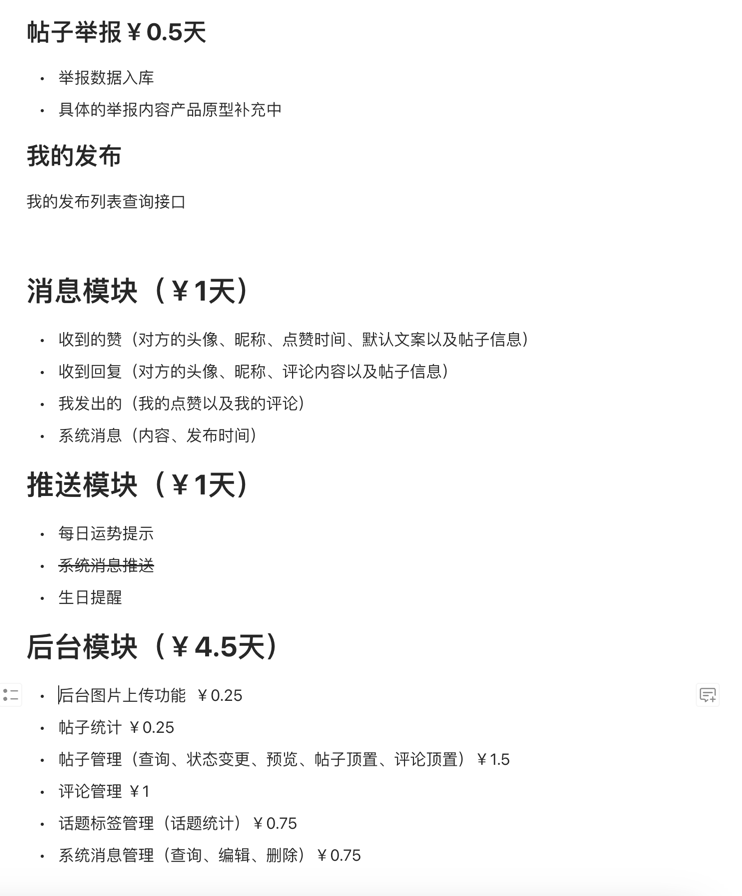 帖子举报￥0.5天
• 举报数据入库
• 具体的举报内容产品原型补充中
我的发布
我的发布列表查询接口
消息模块（￥1天）
• 收到的赞（对方的头像、昵称、点赞时间、默认文案以及帖子信息）
• 收到回复（对方的头像、昵称、评论内容以及帖子信息）
• 我发出的（我的点赞以及我的评论）
• 系统消息（内容、发布时间）
推送模块（￥1天）
• 每日运势提示
• 系统消息推送
• 生日提醒
后台模块（￥4.5天）
• 后台图片上传功能 ￥0.25
• 帖子统计 ￥0.25
• 帖子管理（查询、状态变更、预览、帖子顶置、评论顶置）￥1.5
• 评论管理 ￥1
• 话题标签管理（话题统计）￥0.75
• 系统消息管理（查询、编辑、删除）￥0.75